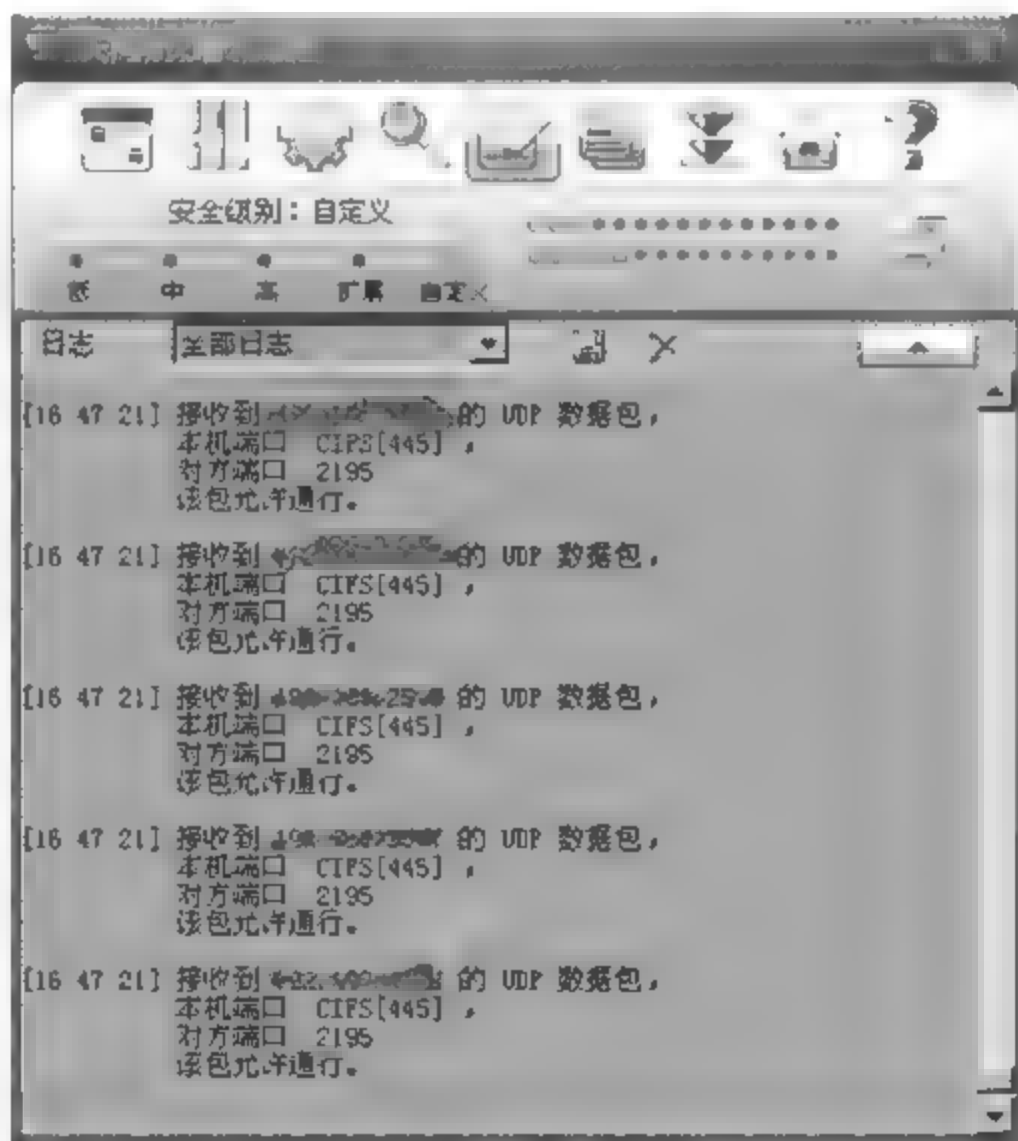 安全级别：自定义
低 中 高 扩展 自定义
日志 全部日志
[16 47 21] 接收到 的 UDP 数据包，
本机端口 CIFS[445] ，
对方端口 2195
该包允许通行。
[16 47 21] 接收到 的 UDP 数据包，
本机端口 CIFS[445] ，
对方端口 2195
该包允许通行。
[16 47 21] 接收到 的 UDP 数据包，
本机端口 CIFS[445] ，
对方端口 2195
该包允许通行。
[16 47 21] 接收到 的 UDP 数据包，
本机端口 CIFS[445] ，
对方端口 2195
该包允许通行。
[16 47 21] 接收到 的 UDP 数据包，
本机端口 CIFS[445] ，
对方端口 2195
该包允许通行。